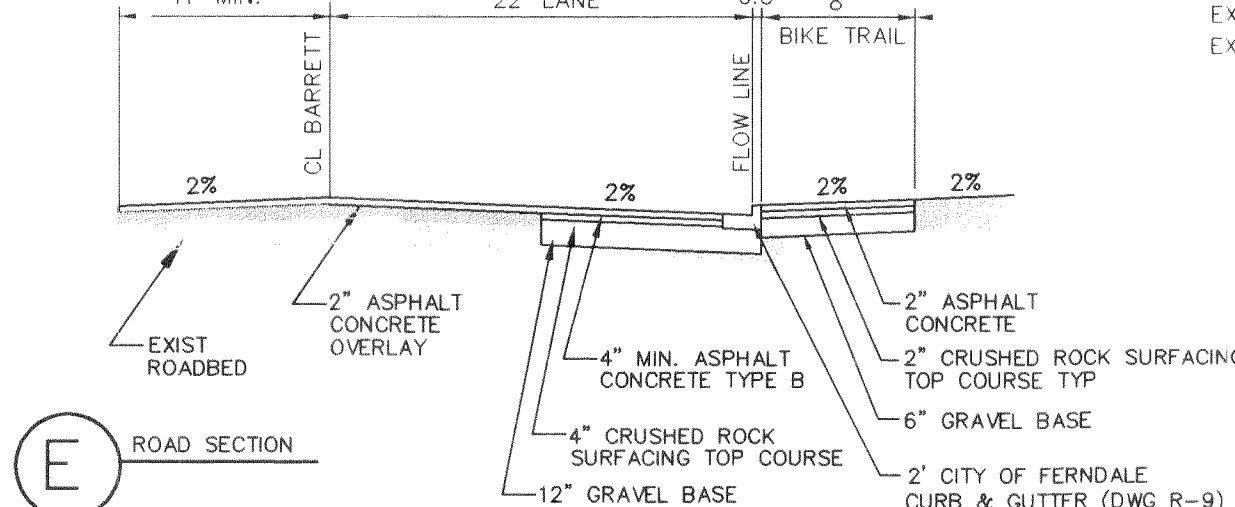 MIN.
22' LANE
8'
BIKE TRAIL
EX
EX
CL BARRETT
FLOW LINE
2%
2%
2%
2%
2" ASPHALT
CONCRETE
OVERLAY
EXIST
ROADBED
4" MIN. ASPHALT
CONCRETE TYPE B
4" CRUSHED ROCK
SURFACING TOP COURSE
12" GRAVEL BASE
2" ASPHALT
CONCRETE
2" CRUSHED ROCK SURFACING
TOP COURSE TYP
6" GRAVEL BASE
2' CITY OF FERNDALE
CURB & GUTTER (DWG R-9)
E
ROAD SECTION